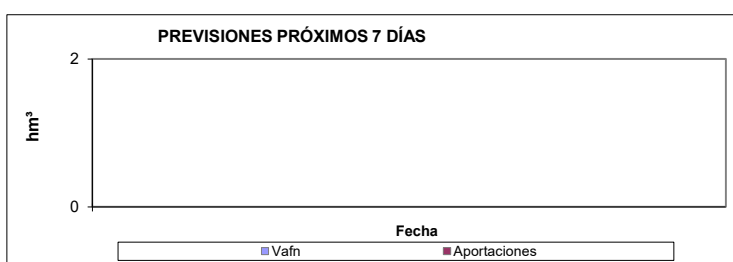 PREVISIONES PRÓXIMOS 7 DÍAS
2
hm³
0
Fecha
Vafn Aportaciones